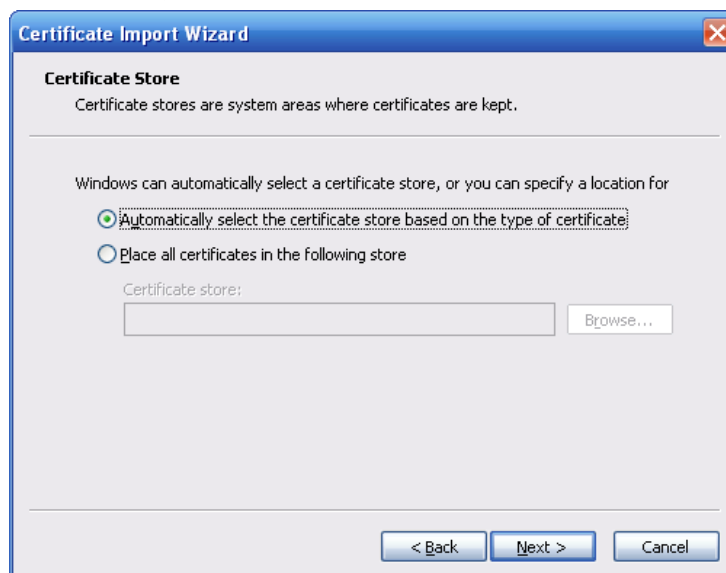 Certificate Import Wizard
Certificate Store
Certificate stores are system areas where certificates are kept.
Windows can automatically select a certificate store, or you can specify a location for
Automatically select the certificate store based on the type of certificate
Place all certificates in the following store
Certificate store:
Browse...
< Back Next > Cancel